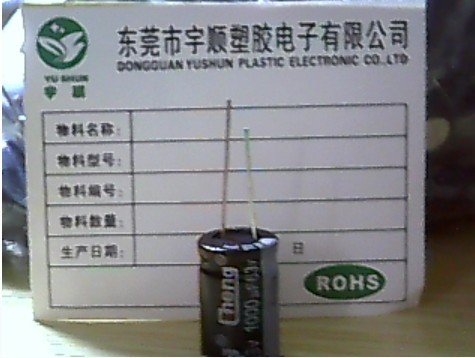 东莞市宇顺塑胶电子有限公司
DONGGUAN YUSHUN PLASTIC ELECTRONIC CO.,LTD
YU SHUN
宇顺
物料名称:
物料型号:
物料编号:
物料数量:
生产日期:
日
ROHS
Chong
1000μF